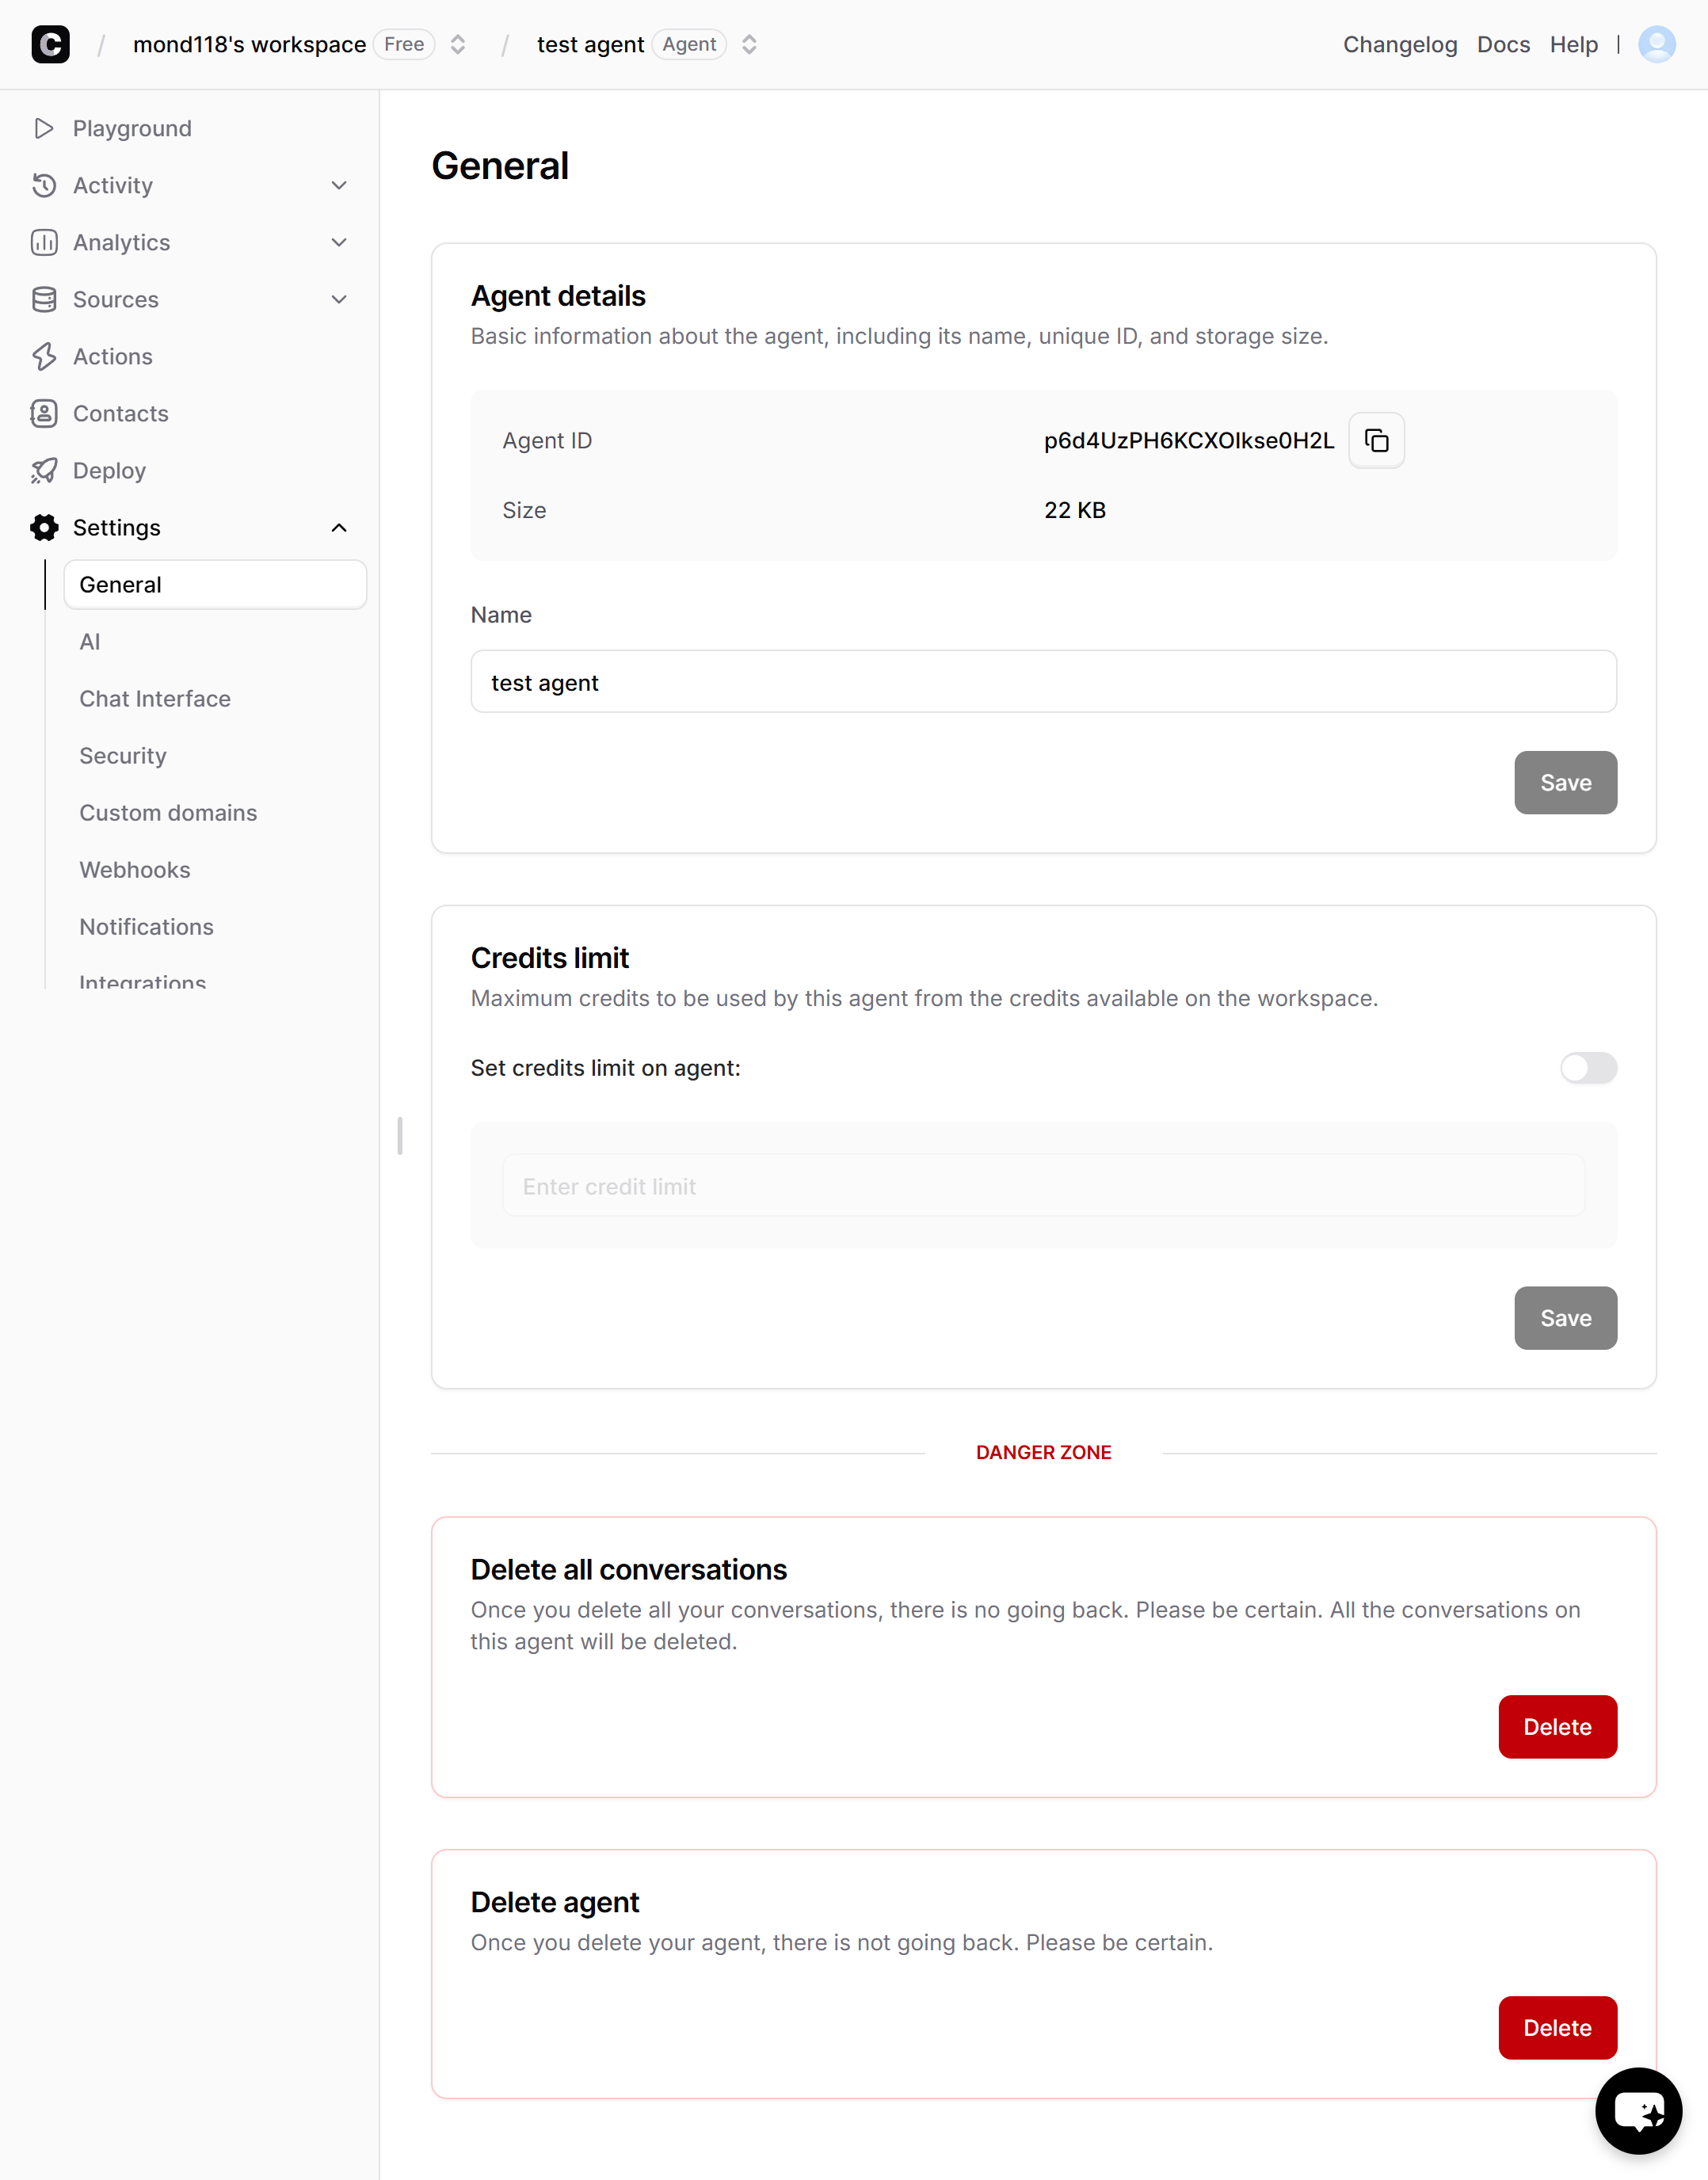 C / mond118's workspace Free / test agent Agent Changelog Docs Help
Playground
Activity
Analytics
Sources
Actions
Contacts
Deploy
Settings
General
AI
Chat Interface
Security
Custom domains
Webhooks
Notifications
Integrations
General
Agent details
Basic information about the agent, including its name, unique ID, and storage size.
Agent ID p6d4UzPH6KCXOIkse0H2L
Size 22 KB
Name
test agent
Save
Credits limit
Maximum credits to be used by this agent from the credits available on the workspace.
Set credits limit on agent:
Enter credit limit
Save
DANGER ZONE
Delete all conversations
Once you delete all your conversations, there is no going back. Please be certain. All the conversations on
this agent will be deleted.
Delete
Delete agent
Once you delete your agent, there is not going back. Please be certain.
Delete